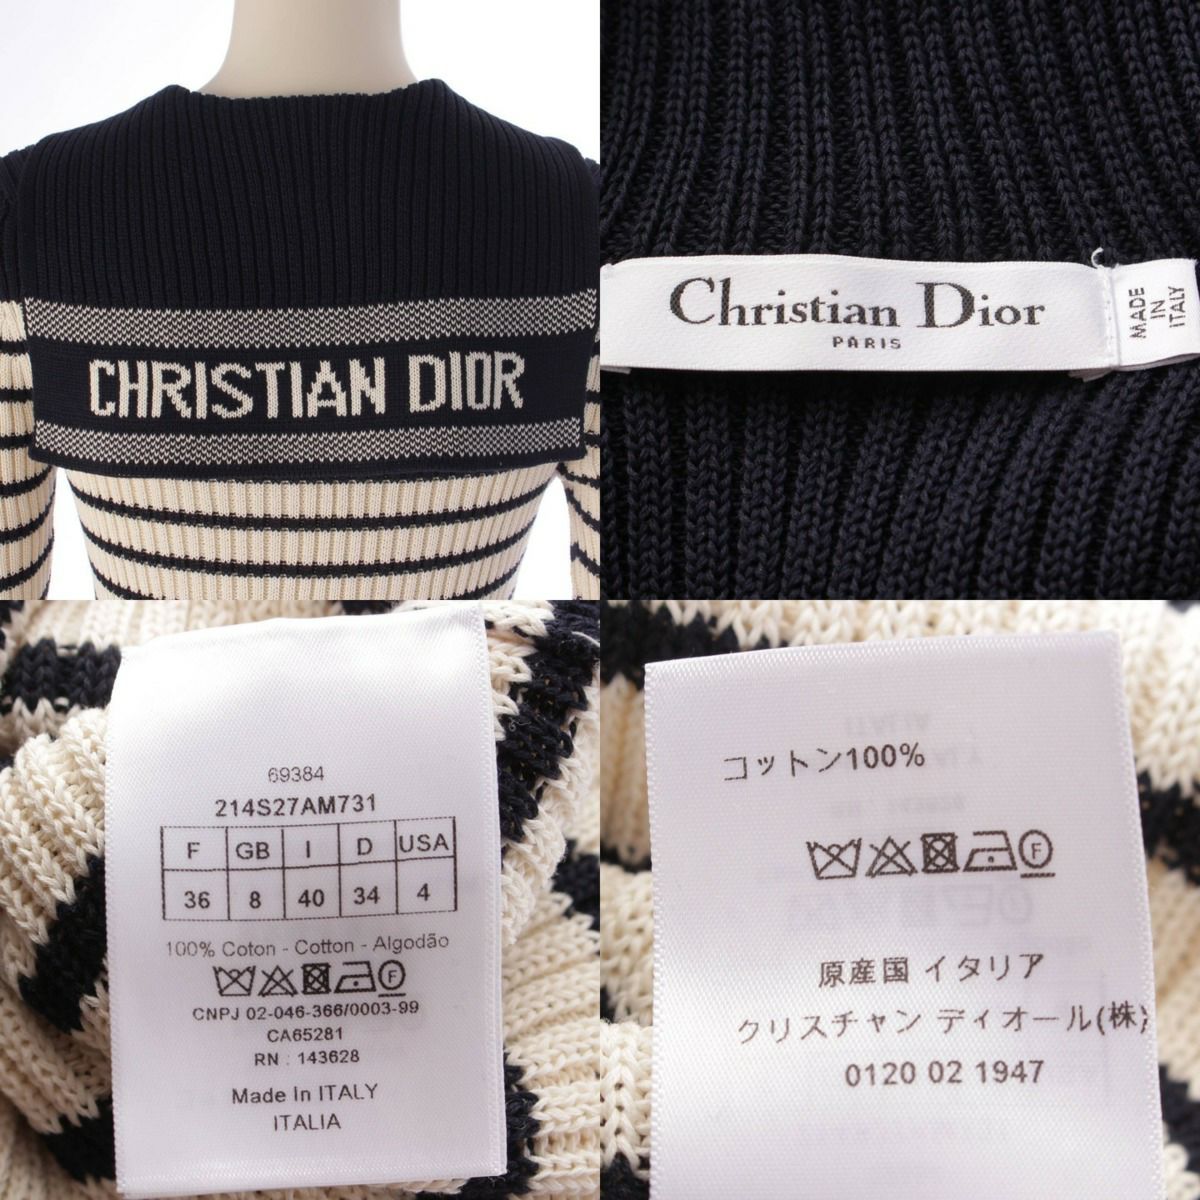 CHRISTIAN DIOR
Christian Dior
PARIS
MADE
IN
ITALY
69384
214S27AM731
F GB I D USA
36 8 40 34 4
100% Coton - Cotton - Algodão
F
CNPJ 02-046-366/0003-99
CA65281
RN : 143628
Made In ITALY
ITALIA
コットン100%
F
原産国 イタリア
クリスチャン ディオール(株)
0120 02 1947